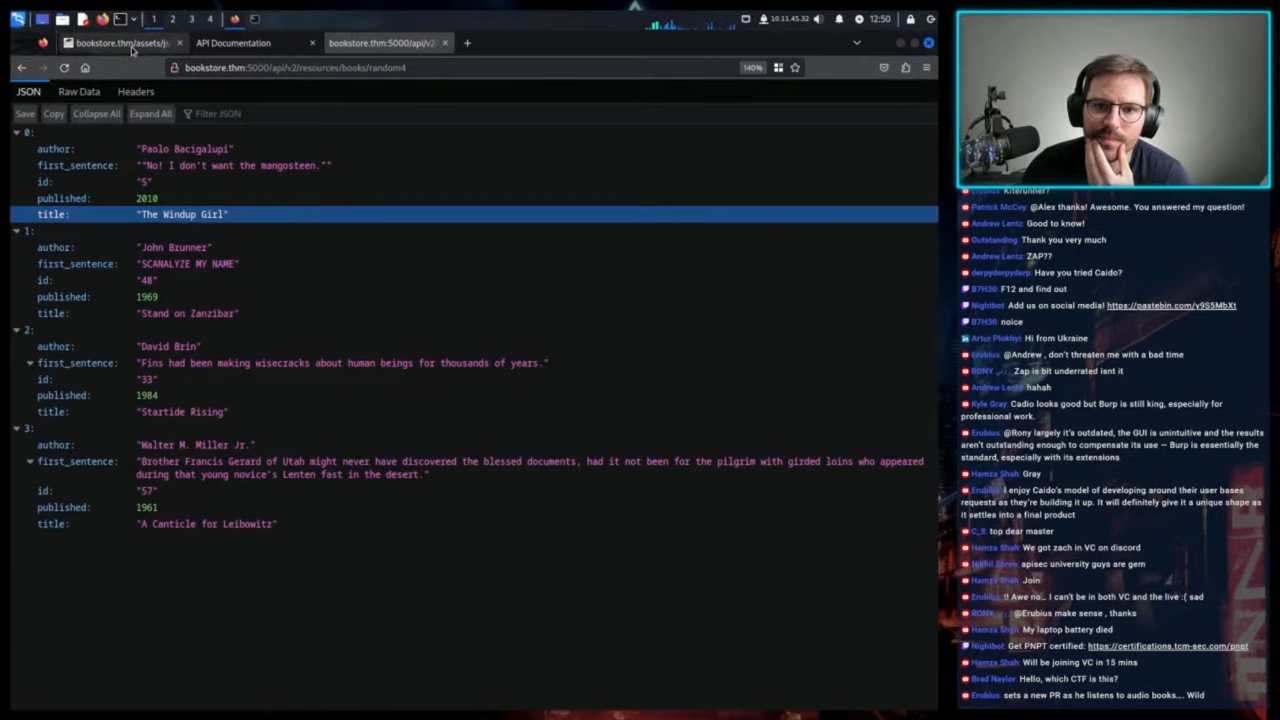 1 2 3 4
10.11.45.32
12:50
bookstore.thm/assets/js
API Documentation
bookstore.thm:5000/api/v2
bookstore.thm:5000/api/v2/resources/books/random4
140%
JSON Raw Data Headers
Save Copy Collapse All Expand All Filter JSON
0:
author: "Paolo Bacigalupi"
first_sentence: ""No! I don't want the mangosteen.""
id: "5"
published: 2010
title: "The Windup Girl"
1:
author: "John Brunner"
first_sentence: "SCANALYZE MY NAME"
id: "48"
published: 1969
title: "Stand on Zanzibar"
2:
author: "David Brin"
first_sentence: "Fins had been making wisecracks about human beings for thousands of years."
id: "33"
published: 1984
title: "Startide Rising"
3:
author: "Walter M. Miller Jr."
first_sentence: "Brother Francis Gerard of Utah might never have discovered the blessed documents, had it not been for the pilgrim with girded loins who appeared
during that young novice's Lenten fast in the desert."
id: "57"
published: 1961
title: "A Canticle for Leibowitz"
Erubius: Kiterunner?
Patrick McCoy: @Alex thanks! Awesome. You answered my question!
Andrew Lentz: Good to know!
Outstanding: Thank you very much
Andrew Lentz: ZAP??
derpyderpyderp: Have you tried Caido?
B7H30: F12 and find out
Nightbot: Add us on social media! https://pastebin.com/y9S5MbXt
B7H30: noice
Artur Plokhyi: Hi from Ukraine
Erubius: @Andrew , don't threaten me with a bad time
RONY: Zap is bit underrated isnt it
Andrew Lentz: hahah
Kyle Gray: Cadio looks good but Burp is still king, especially for
professional work.
Erubius: @Rony largely it's outdated, the GUI is unintuitive and the results
aren't outstanding enough to compensate its use — Burp is essentially the
standard, especially with its extensions
Hamza Shah: Gray
Erubius: I enjoy Caido's model of developing around their user bases
requests as they're building it up. It will definitely give it a unique shape as
it settles into a final product
C_S: top dear master
Hamza Shah: We got zach in VC on discord
apisec university guys are gem
Hamza Shah: Join
Erubius: !! Awe no... I can't be in both VC and the live :( sad
RONY: @Erubius make sense , thanks
Hamza Shah: My laptop battery died
Nightbot: Get PNPT certified: https://certifications.tcm-sec.com/pnpt
Hamza Shah: Will be joining VC in 15 mins
Brad Naylor: Hello, which CTF is this?
Erubius: sets a new PR as he listens to audio books.... Wild